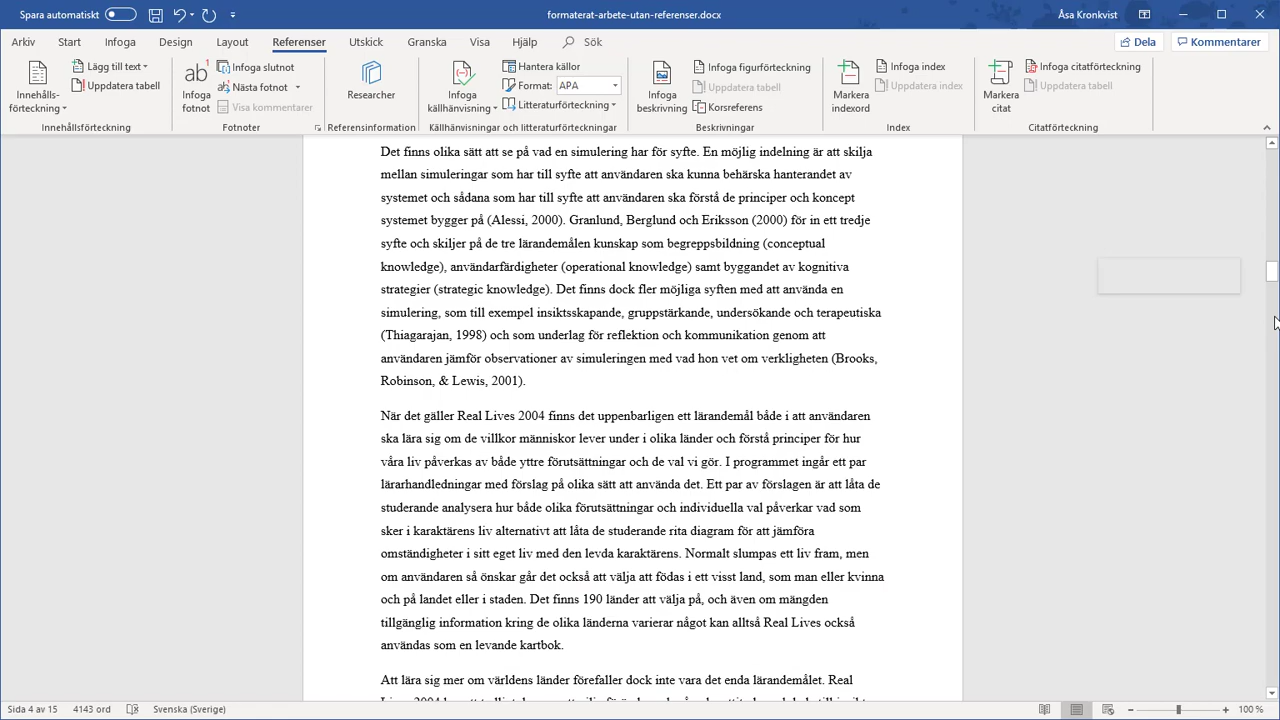 Spara automatiskt
formaterat-arbete-utan-referenser.docx
Åsa Kronkvist
Arkiv Start Infoga Design Layout Referenser Utskick Granska Visa Hjälp Sök Dela Kommentarer
Innehålls-
förteckning
Lägg till text
Uppdatera tabell
Innehållsförteckning
ab1
Infoga
fotnot
Infoga slutnot
Nästa fotnot
Visa kommentarer
Fotnoter
Researcher
Referensinformation
Infoga
källhänvisning
Hantera källor
Format: APA
Litteraturförteckning
Källhänvisningar och litteraturförteckningar
Infoga
beskrivning
Infoga figurförteckning
Uppdatera tabell
Korsreferens
Beskrivningar
Markera
indexord
Infoga index
Uppdatera index
Index
Markera
citat
Infoga citatförteckning
Uppdatera tabell
Citatförteckning
Det finns olika sätt att se på vad en simulering har för syfte. En möjlig indelning är att skilja
mellan simuleringar som har till syfte att användaren ska kunna behärska hanterandet av
systemet och sådana som har till syfte att användaren ska förstå de principer och koncept
systemet bygger på (Alessi, 2000). Granlund, Berglund och Eriksson (2000) för in ett tredje
syfte och skiljer på de tre lärandemålen kunskap som begreppsbildning (conceptual
knowledge), användarfärdigheter (operational knowledge) samt byggandet av kognitiva
strategier (strategic knowledge). Det finns dock fler möjliga syften med att använda en
simulering, som till exempel insiktsskapande, gruppstärkande, undersökande och terapeutiska
(Thiagarajan, 1998) och som underlag för reflektion och kommunikation genom att
användaren jämför observationer av simuleringen med vad hon vet om verkligheten (Brooks,
Robinson, & Lewis, 2001).
När det gäller Real Lives 2004 finns det uppenbarligen ett lärandemål både i att användaren
ska lära sig om de villkor människor lever under i olika länder och förstå principer för hur
våra liv påverkas av både yttre förutsättningar och de val vi gör. I programmet ingår ett par
lärarhandledningar med förslag på olika sätt att använda det. Ett par av förslagen är att låta de
studerande analysera hur både olika förutsättningar och individuella val påverkar vad som
sker i karaktärens liv alternativt att låta de studerande rita diagram för att jämföra
omständigheter i sitt eget liv med den levda karaktärens. Normalt slumpas ett liv fram, men
om användaren så önskar går det också att välja att födas i ett visst land, som man eller kvinna
och på landet eller i staden. Det finns 190 länder att välja på, och även om mängden
tillgänglig information kring de olika länderna varierar något kan alltså Real Lives också
användas som en levande kartbok.
Att lära sig mer om världens länder förefaller dock inte vara det enda lärandemålet. Real
Sida 4 av 15 4143 ord Svenska (Sverige) 100 %